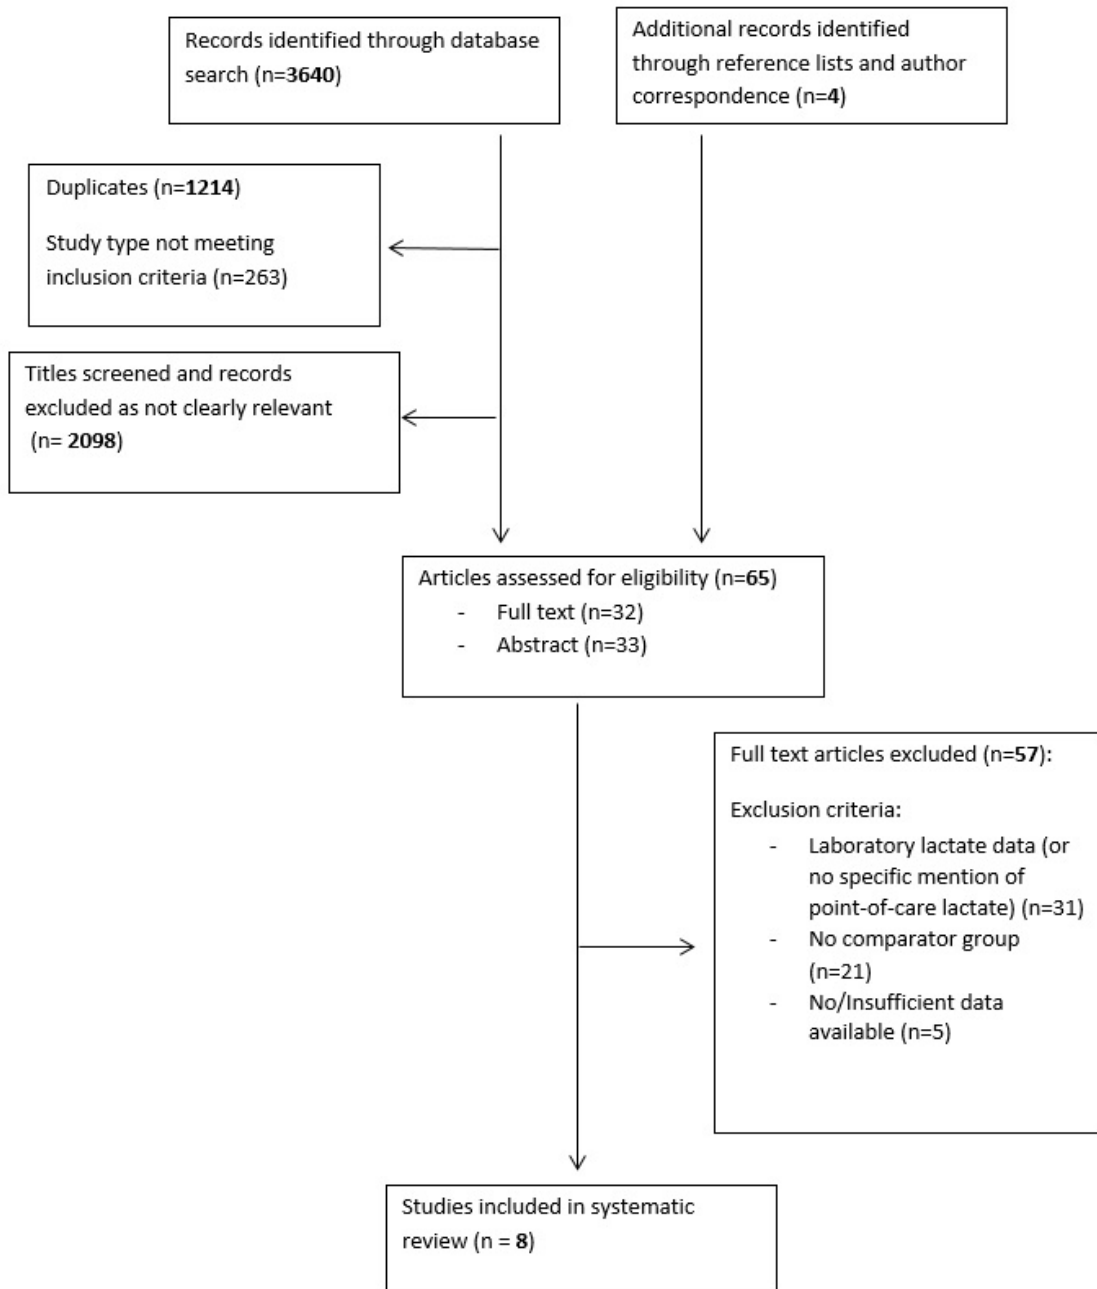 Records identified through database
search (n=3640)
Additional records identified
through reference lists and author
correspondence (n=4)
Duplicates (n=1214)
Study type not meeting
inclusion criteria (n=263)
Titles screened and records
excluded as not clearly relevant
(n= 2098)
Articles assessed for eligibility (n=65)
- Full text (n=32)
- Abstract (n=33)
Full text articles excluded (n=57):
Exclusion criteria:
- Laboratory lactate data (or
no specific mention of
point-of-care lactate) (n=31)
- No comparator group
(n=21)
- No/Insufficient data
available (n=5)
Studies included in systematic
review (n = 8)